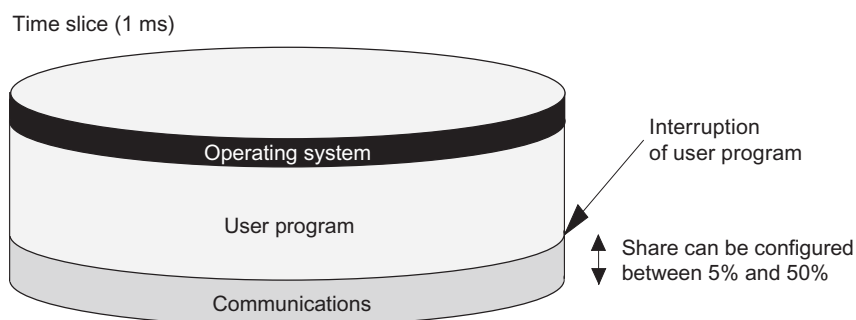 Time slice (1 ms)
Operating system
Interruption
of user program
User program
Share can be configured
between 5% and 50%
Communications